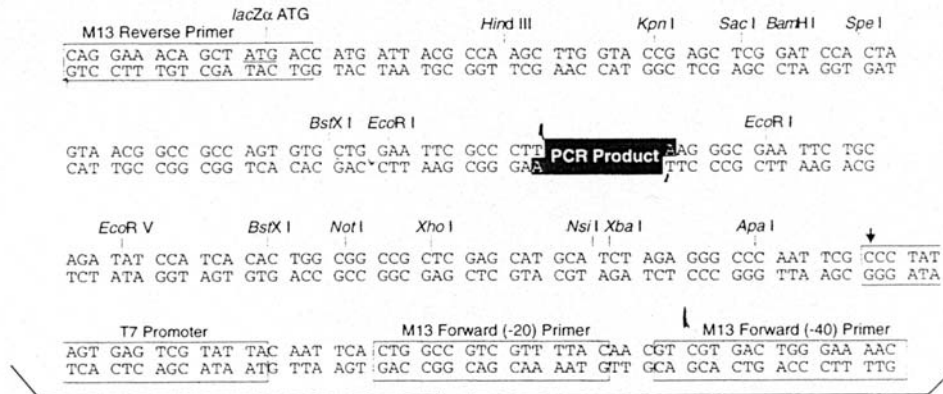 lacZα ATG
M13 Reverse Primer Hind III Kpn I Sac I BamH I Spe I
CAG GAA ACA GCT ATG ACC ATG ATT ACG CCA AGC TTG GTA CCG AGC TCG GAT CCA CTA
GTC CTT TGT CGA TAC TGG TAC TAA TGC GGT TCG AAC CAT GGC TCG AGC CTA GGT GAT
BstX I EcoR I EcoR I
GTA ACG GCC GCC AGT GTG CTG GAA TTC GCC CTT PCR Product AAG GGC GAA TTC TGC
CAT TGC CGG CGG TCA CAC GAC CTT AAG CGG GAA TTC CCG CTT AAG ACG
EcoR V BstX I Not I Xho I Nsi I Xba I Apa I
AGA TAT CCA TCA CAC TGG CGG CCG CTC GAG CAT GCA TCT AGA GGG CCC AAT TCG CCC TAT
TCT ATA GGT AGT GTG ACC GCC GGC GAG CTC GTA CGT AGA TCT CCC GGG TTA AGC GGG ATA
T7 Promoter M13 Forward (-20) Primer M13 Forward (-40) Primer
AGT GAG TCG TAT TAC AAT TCA CTG GCC GTC GTT TTA CAA CGT CGT GAC TGG GAA AAC
TCA CTC AGC ATA ATG TTA AGT GAC CGG CAG CAA AAT GTT GCA GCA CTG ACC CTT TTG